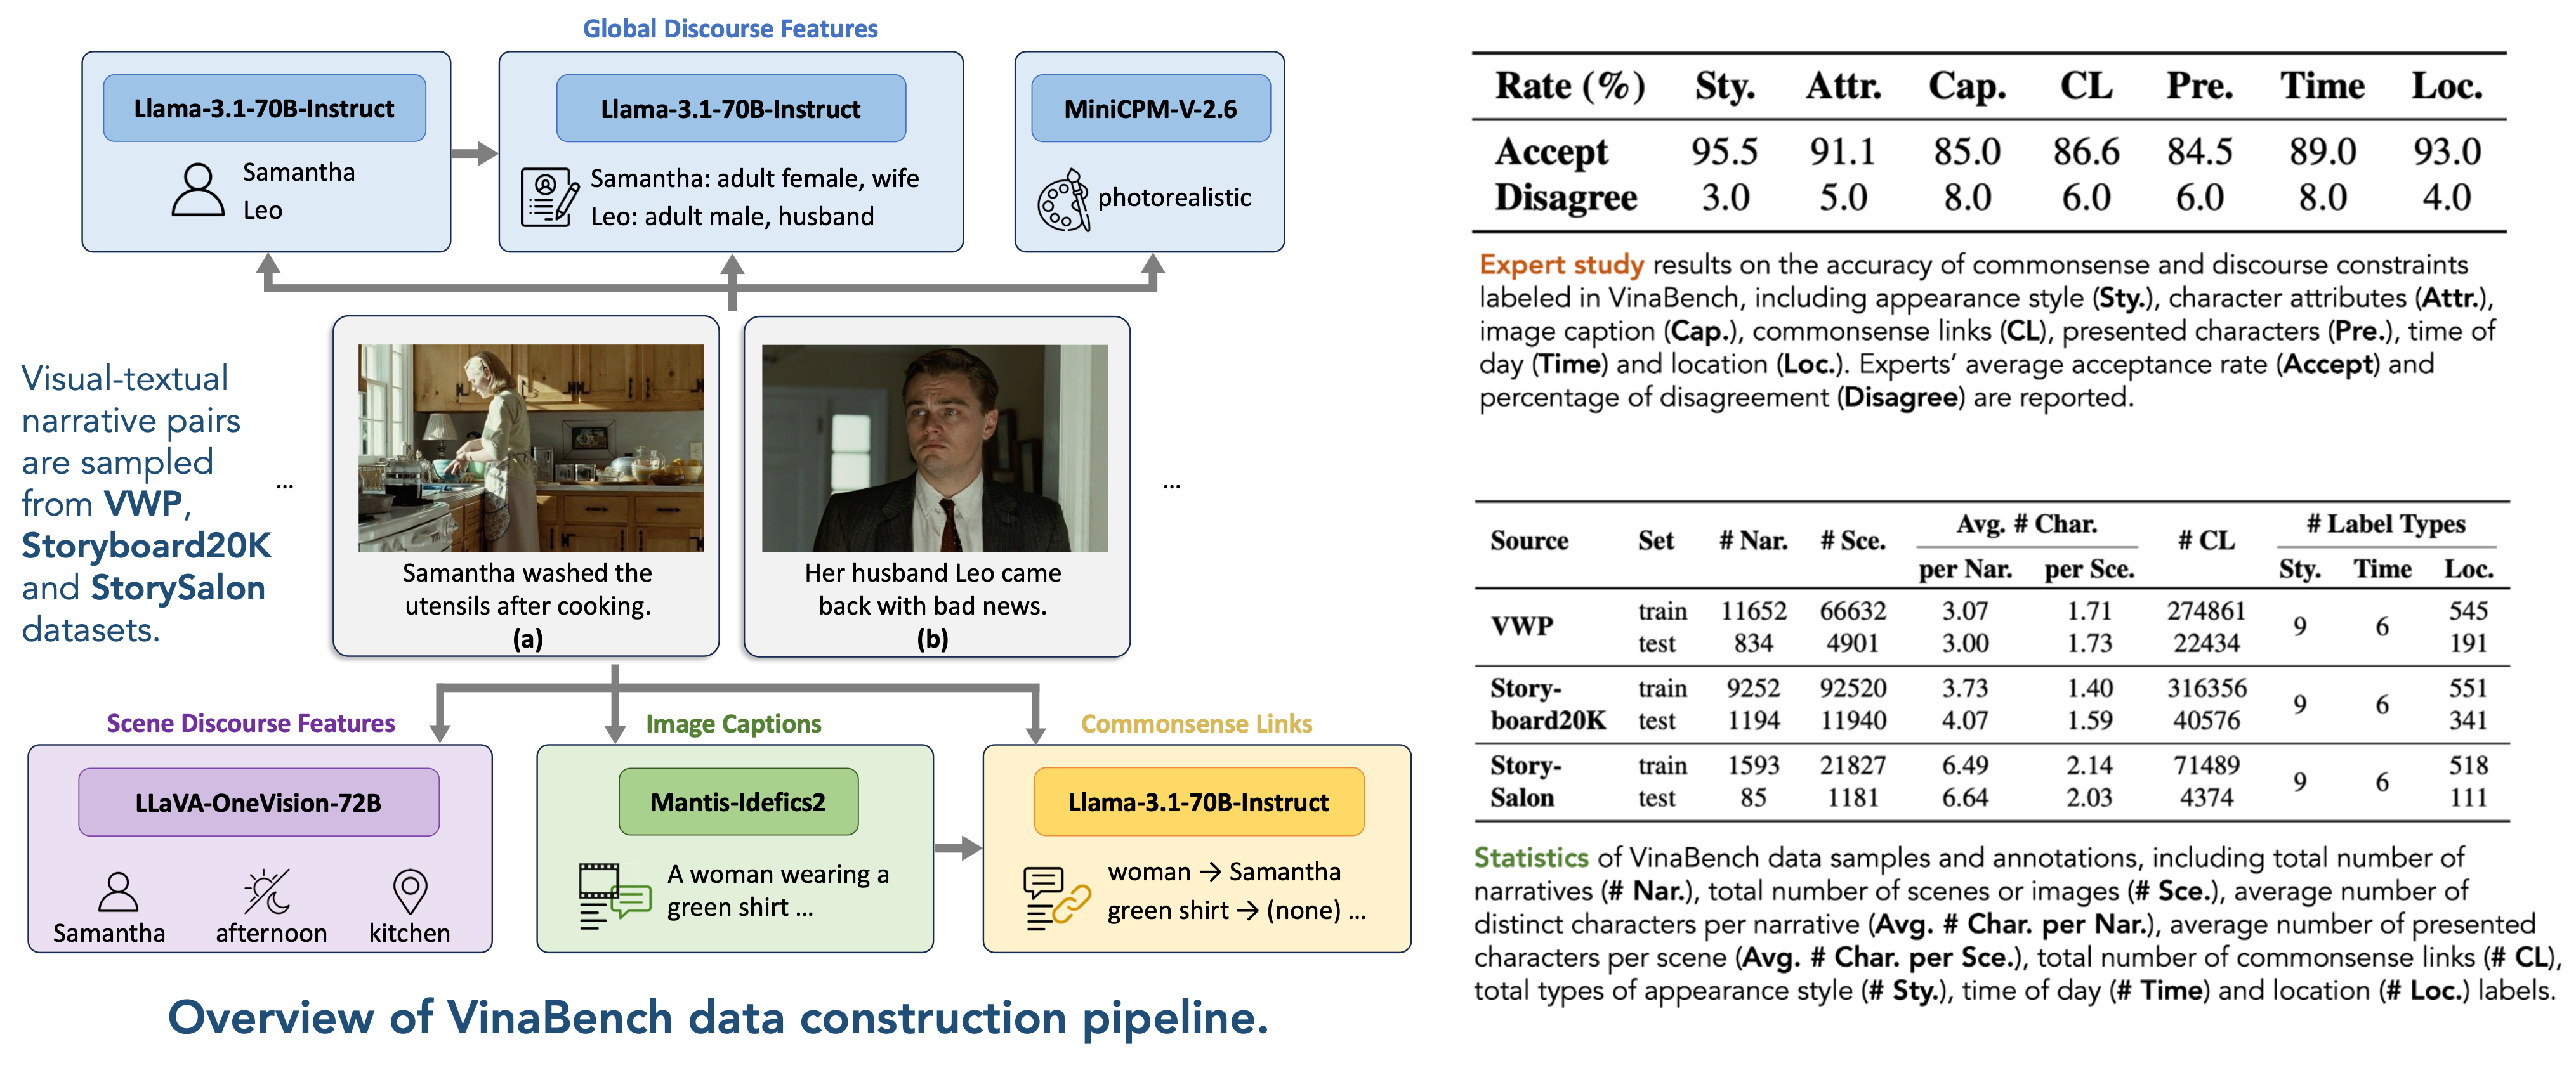 Global Discourse Features
Llama-3.1-70B-Instruct
Samantha
Leo
Llama-3.1-70B-Instruct
Samantha: adult female, wife
Leo: adult male, husband
MiniCPM-V-2.6
photorealistic
Visual-textual
narrative pairs
are sampled
from VWP,
Storyboard20K
and StorySalon
datasets.
...
Samantha washed the
utensils after cooking.
(a)
Her husband Leo came
back with bad news.
(b)
...
Scene Discourse Features
LLaVA-OneVision-72B
Samantha afternoon kitchen
Image Captions
Mantis-Idefics2
A woman wearing a
green shirt ...
Commonsense Links
Llama-3.1-70B-Instruct
woman → Samantha
green shirt → (none) ...
Overview of VinaBench data construction pipeline.
Rate (%) Sty. Attr. Cap. CL Pre. Time Loc.
Accept 95.5 91.1 85.0 86.6 84.5 89.0 93.0
Disagree 3.0 5.0 8.0 6.0 6.0 8.0 4.0
Expert study results on the accuracy of commonsense and discourse constraints
labeled in VinaBench, including appearance style (Sty.), character attributes (Attr.),
image caption (Cap.), commonsense links (CL), presented characters (Pre.), time of
day (Time) and location (Loc.). Experts' average acceptance rate (Accept) and
percentage of disagreement (Disagree) are reported.
Source Set # Nar. # Sce. Avg. # Char. # CL # Label Types
per Nar. per Sce. Sty. Time Loc.
VWP train 11652 66632 3.07 1.71 274861 9 6 545
test 834 4901 3.00 1.73 22434 191
Story- train 9252 92520 3.73 1.40 316356 9 6 551
board20K test 1194 11940 4.07 1.59 40576 341
Story- train 1593 21827 6.49 2.14 71489 9 6 518
Salon test 85 1181 6.64 2.03 4374 111
Statistics of VinaBench data samples and annotations, including total number of
narratives (# Nar.), total number of scenes or images (# Sce.), average number of
distinct characters per narrative (Avg. # Char. per Nar.), average number of presented
characters per scene (Avg. # Char. per Sce.), total number of commonsense links (# CL),
total types of appearance style (# Sty.), time of day (# Time) and location (# Loc.) labels.